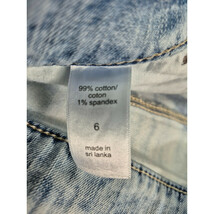 99% cotton/
coton
1% spandex
6
made in
sri lanka